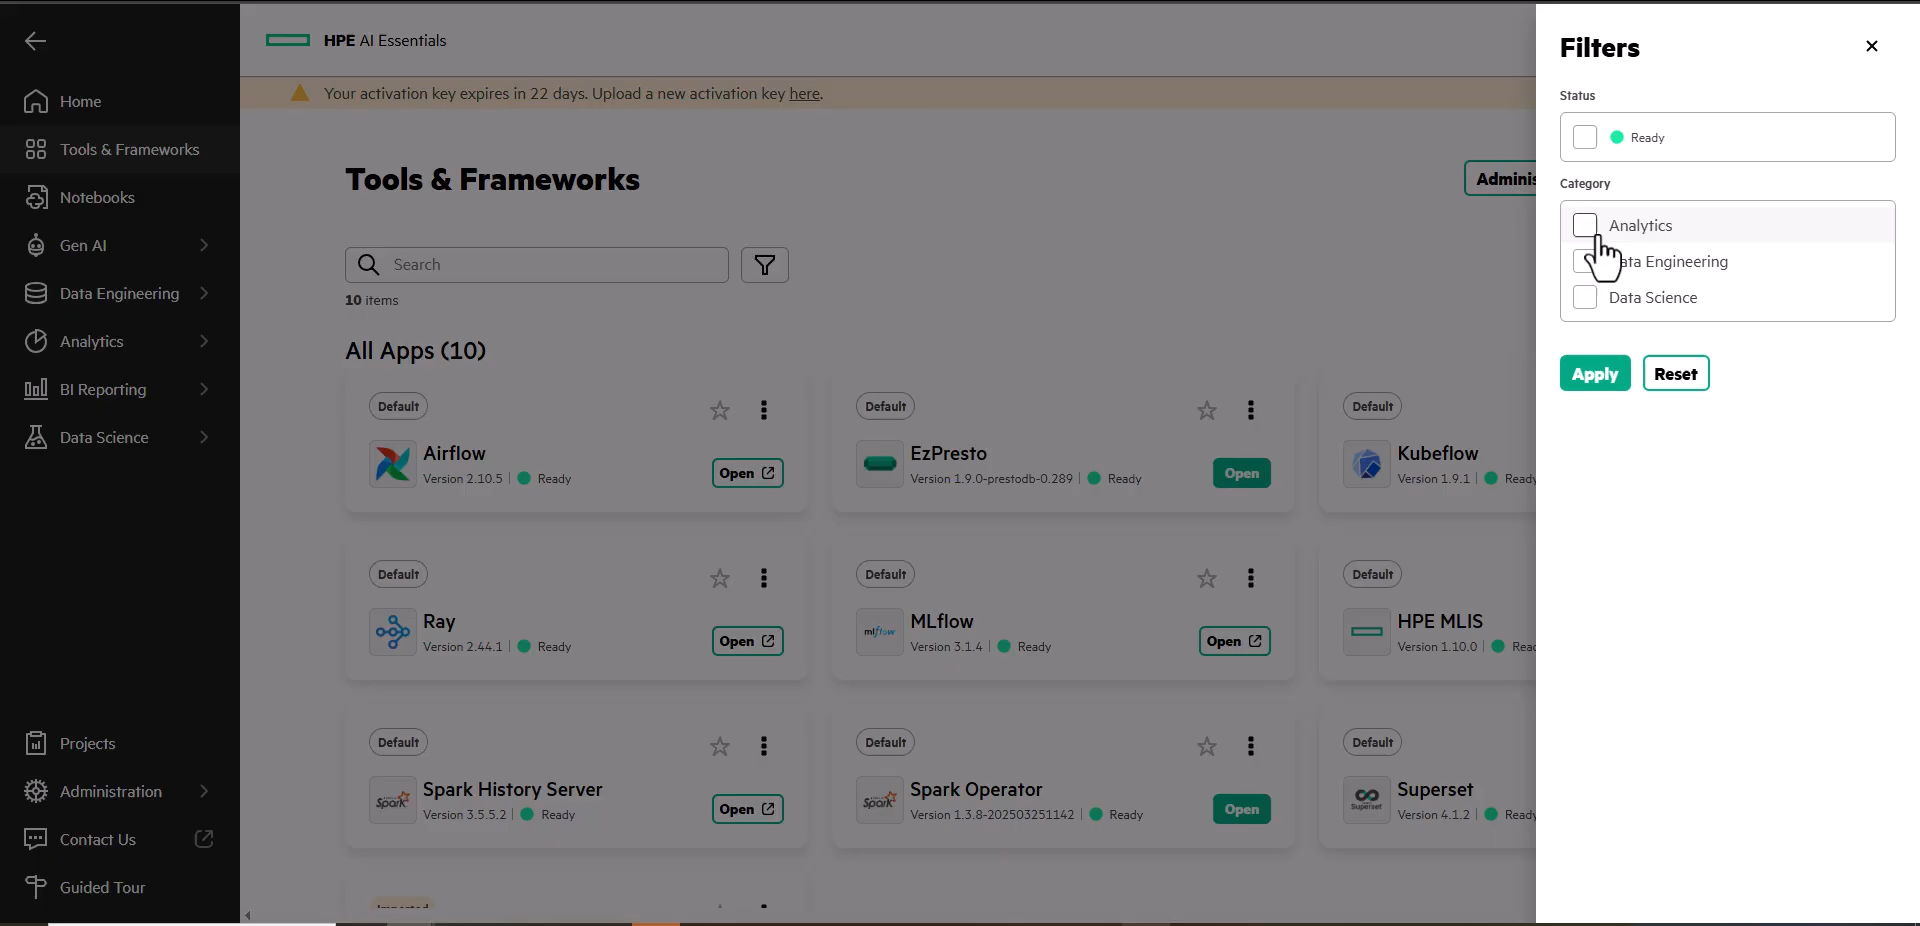 HPE AI Essentials
Your activation key expires in 22 days. Upload a new activation key here.
Home
Tools & Frameworks
Notebooks
Gen AI
Data Engineering
Analytics
BI Reporting
Data Science
Projects
Administration
Contact Us
Guided Tour
Tools & Frameworks
Adminis
Search
10 items
All Apps (10)
Default
Airflow
Version 2.10.5 | Ready
Open
Default
EzPresto
Version 1.9.0-prestodb-0.289 | Ready
Open
Default
Kubeflow
Version 1.9.1 | Ready
Default
Ray
Version 2.44.1 | Ready
Open
Default
mlflow
MLflow
Version 3.1.4 | Ready
Open
Default
HPE MLIS
Version 1.10.0 | Read
Default
Spark
Spark History Server
Version 3.5.5.2 | Ready
Open
Default
Spark
Spark Operator
Version 1.3.8-202503251142 | Ready
Open
Default
Superset
Superset
Version 4.1.2 | Ready
Imported
Filters
Status
Ready
Category
Analytics
ata Engineering
Data Science
Apply
Reset